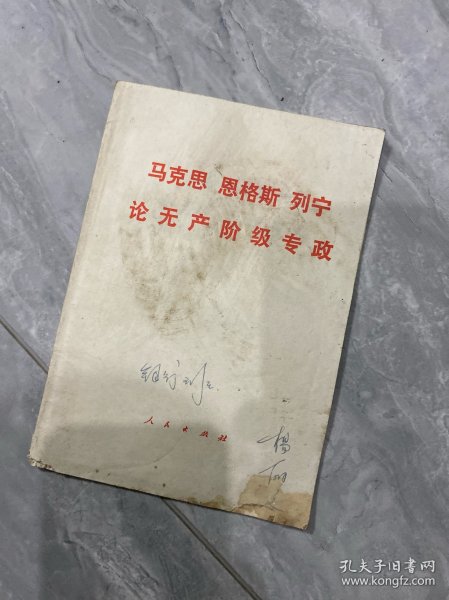 马克思 恩格斯 列宁
论无产阶级专政
人民出版社
杨
孔夫子旧书网
www.kongfz.com